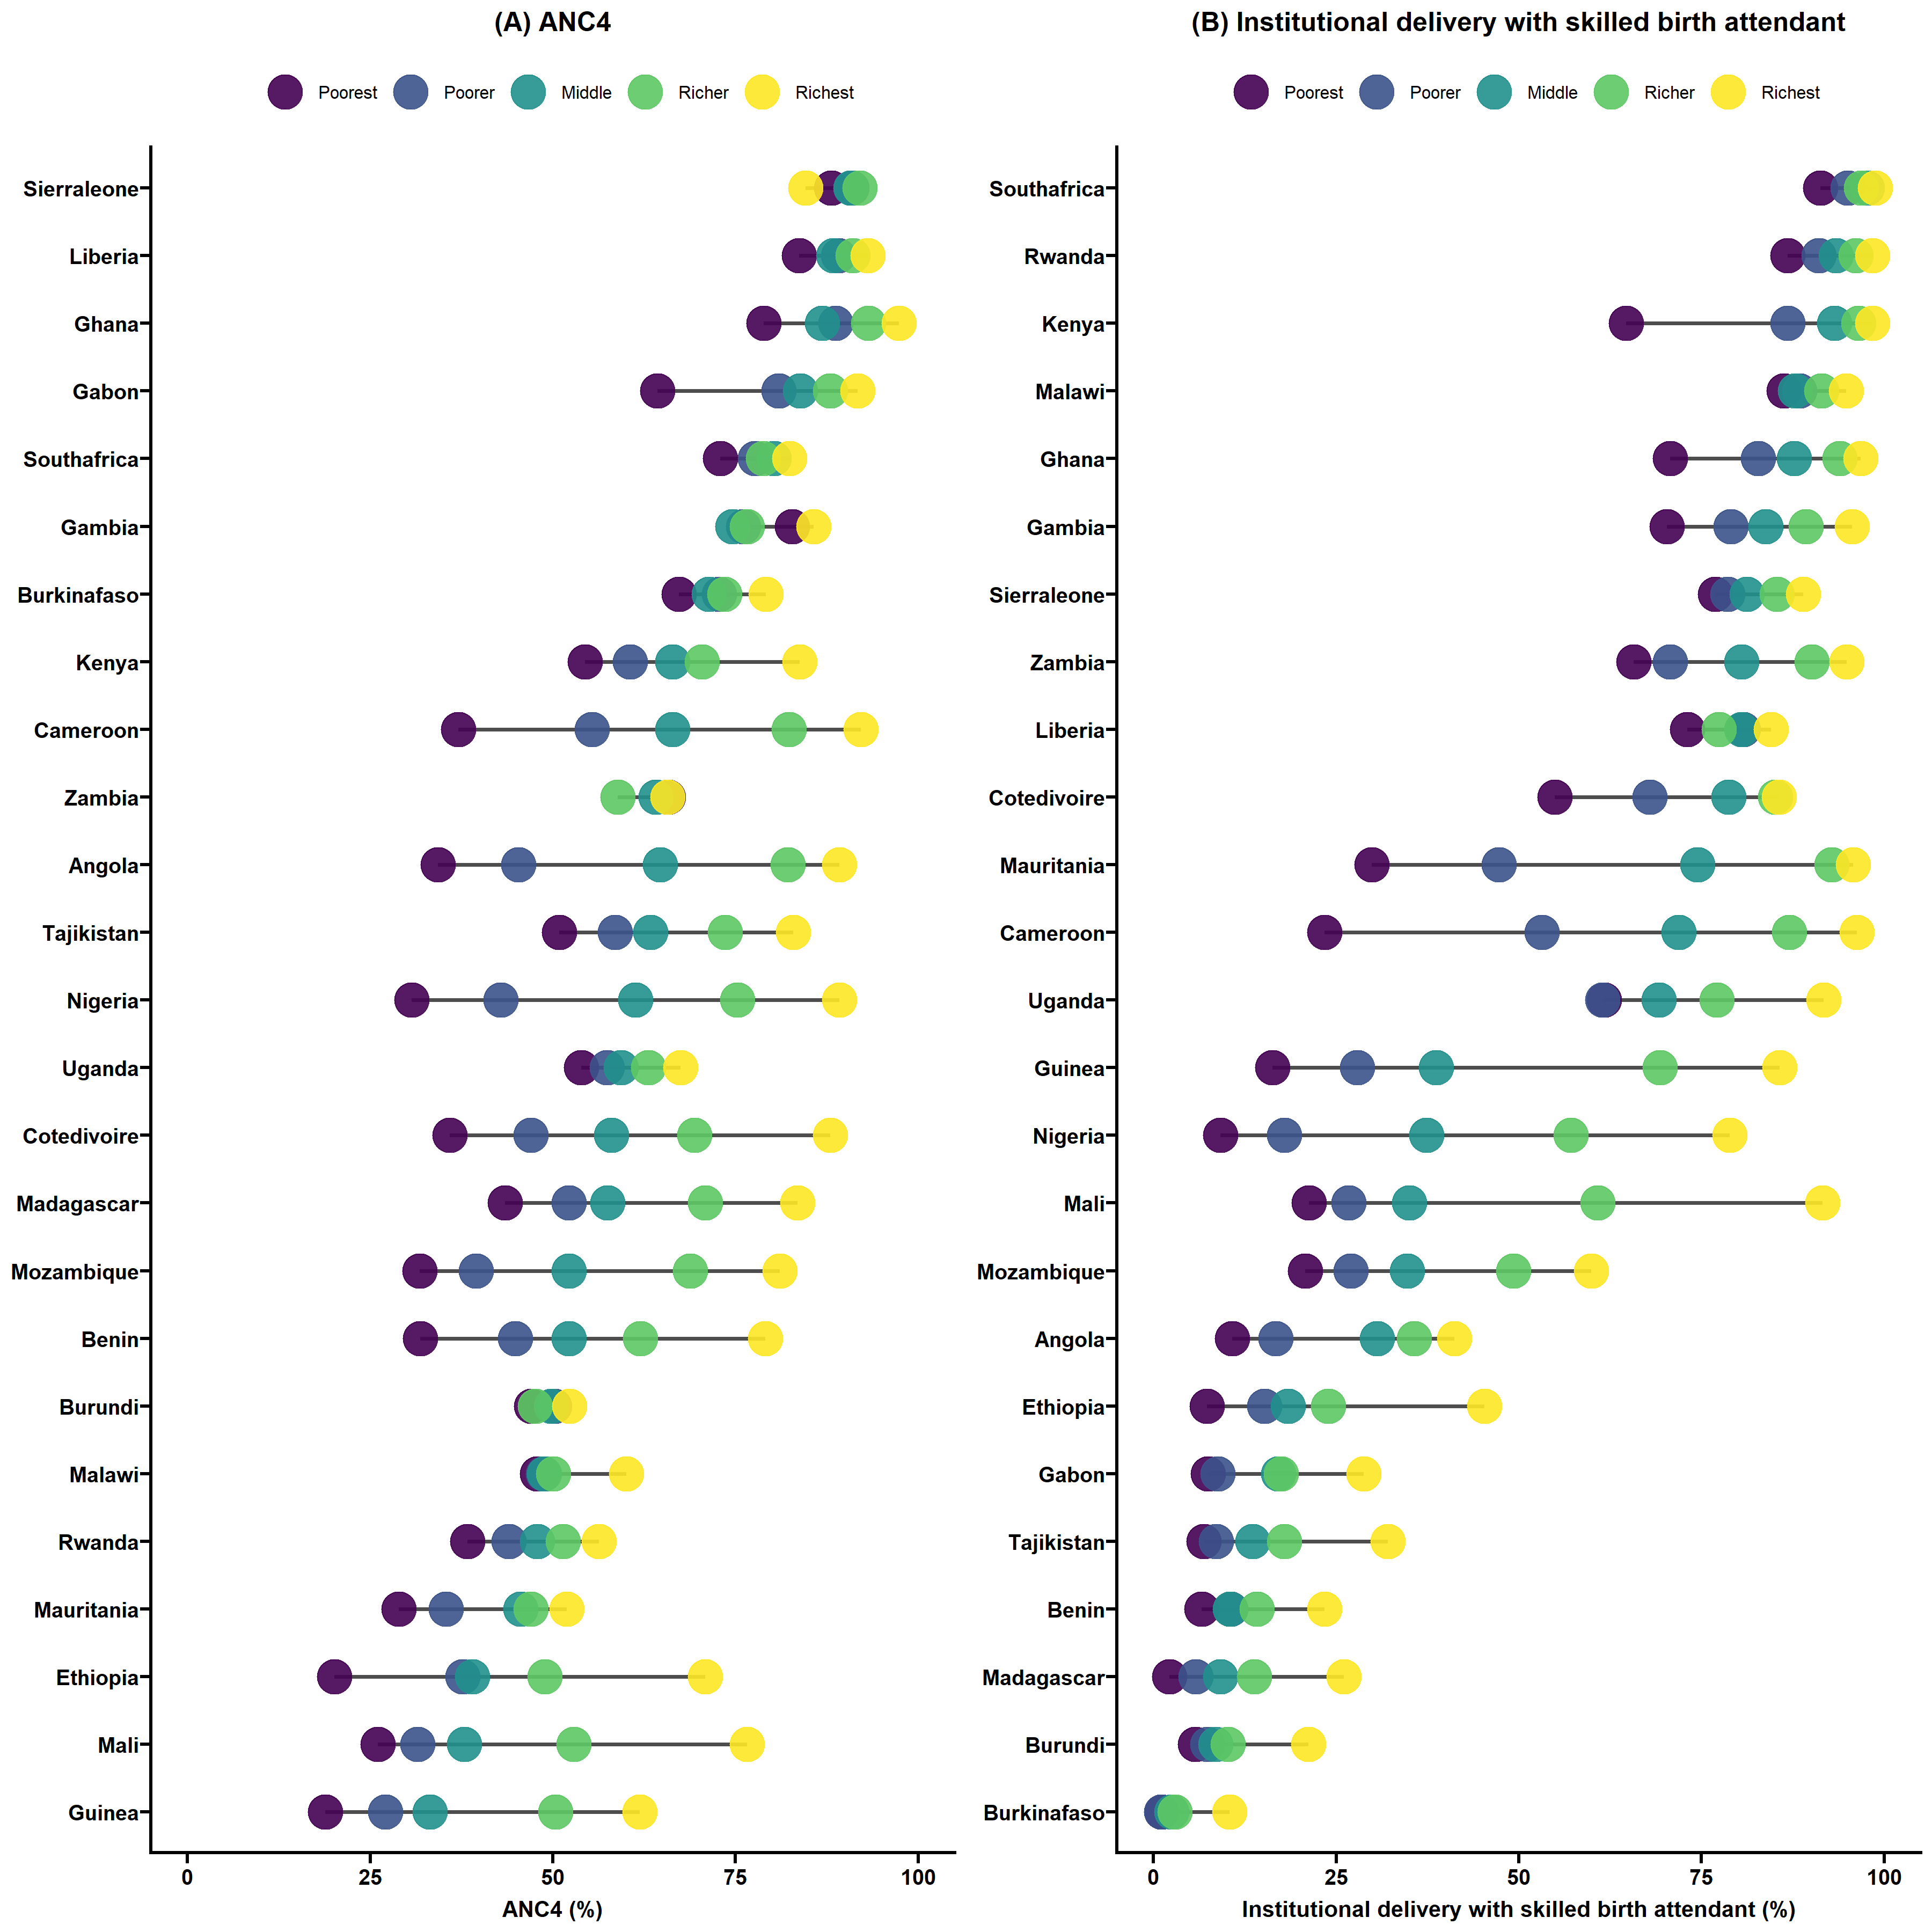 (A) ANC4
Poorest Poorer Middle Richer Richest
Sierraleone
Liberia
Ghana
Gabon
Southafrica
Gambia
Burkinafaso
Kenya
Cameroon
Zambia
Angola
Tajikistan
Nigeria
Uganda
Cotedivoire
Madagascar
Mozambique
Benin
Burundi
Malawi
Rwanda
Mauritania
Ethiopia
Mali
Guinea
0 25 50 75 100
ANC4 (%)
(B) Institutional delivery with skilled birth attendant
Poorest Poorer Middle Richer Richest
Southafrica
Rwanda
Kenya
Malawi
Ghana
Gambia
Sierraleone
Zambia
Liberia
Cotedivoire
Mauritania
Cameroon
Uganda
Guinea
Nigeria
Mali
Mozambique
Angola
Ethiopia
Gabon
Tajikistan
Benin
Madagascar
Burundi
Burkinafaso
0 25 50 75 100
Institutional delivery with skilled birth attendant (%)